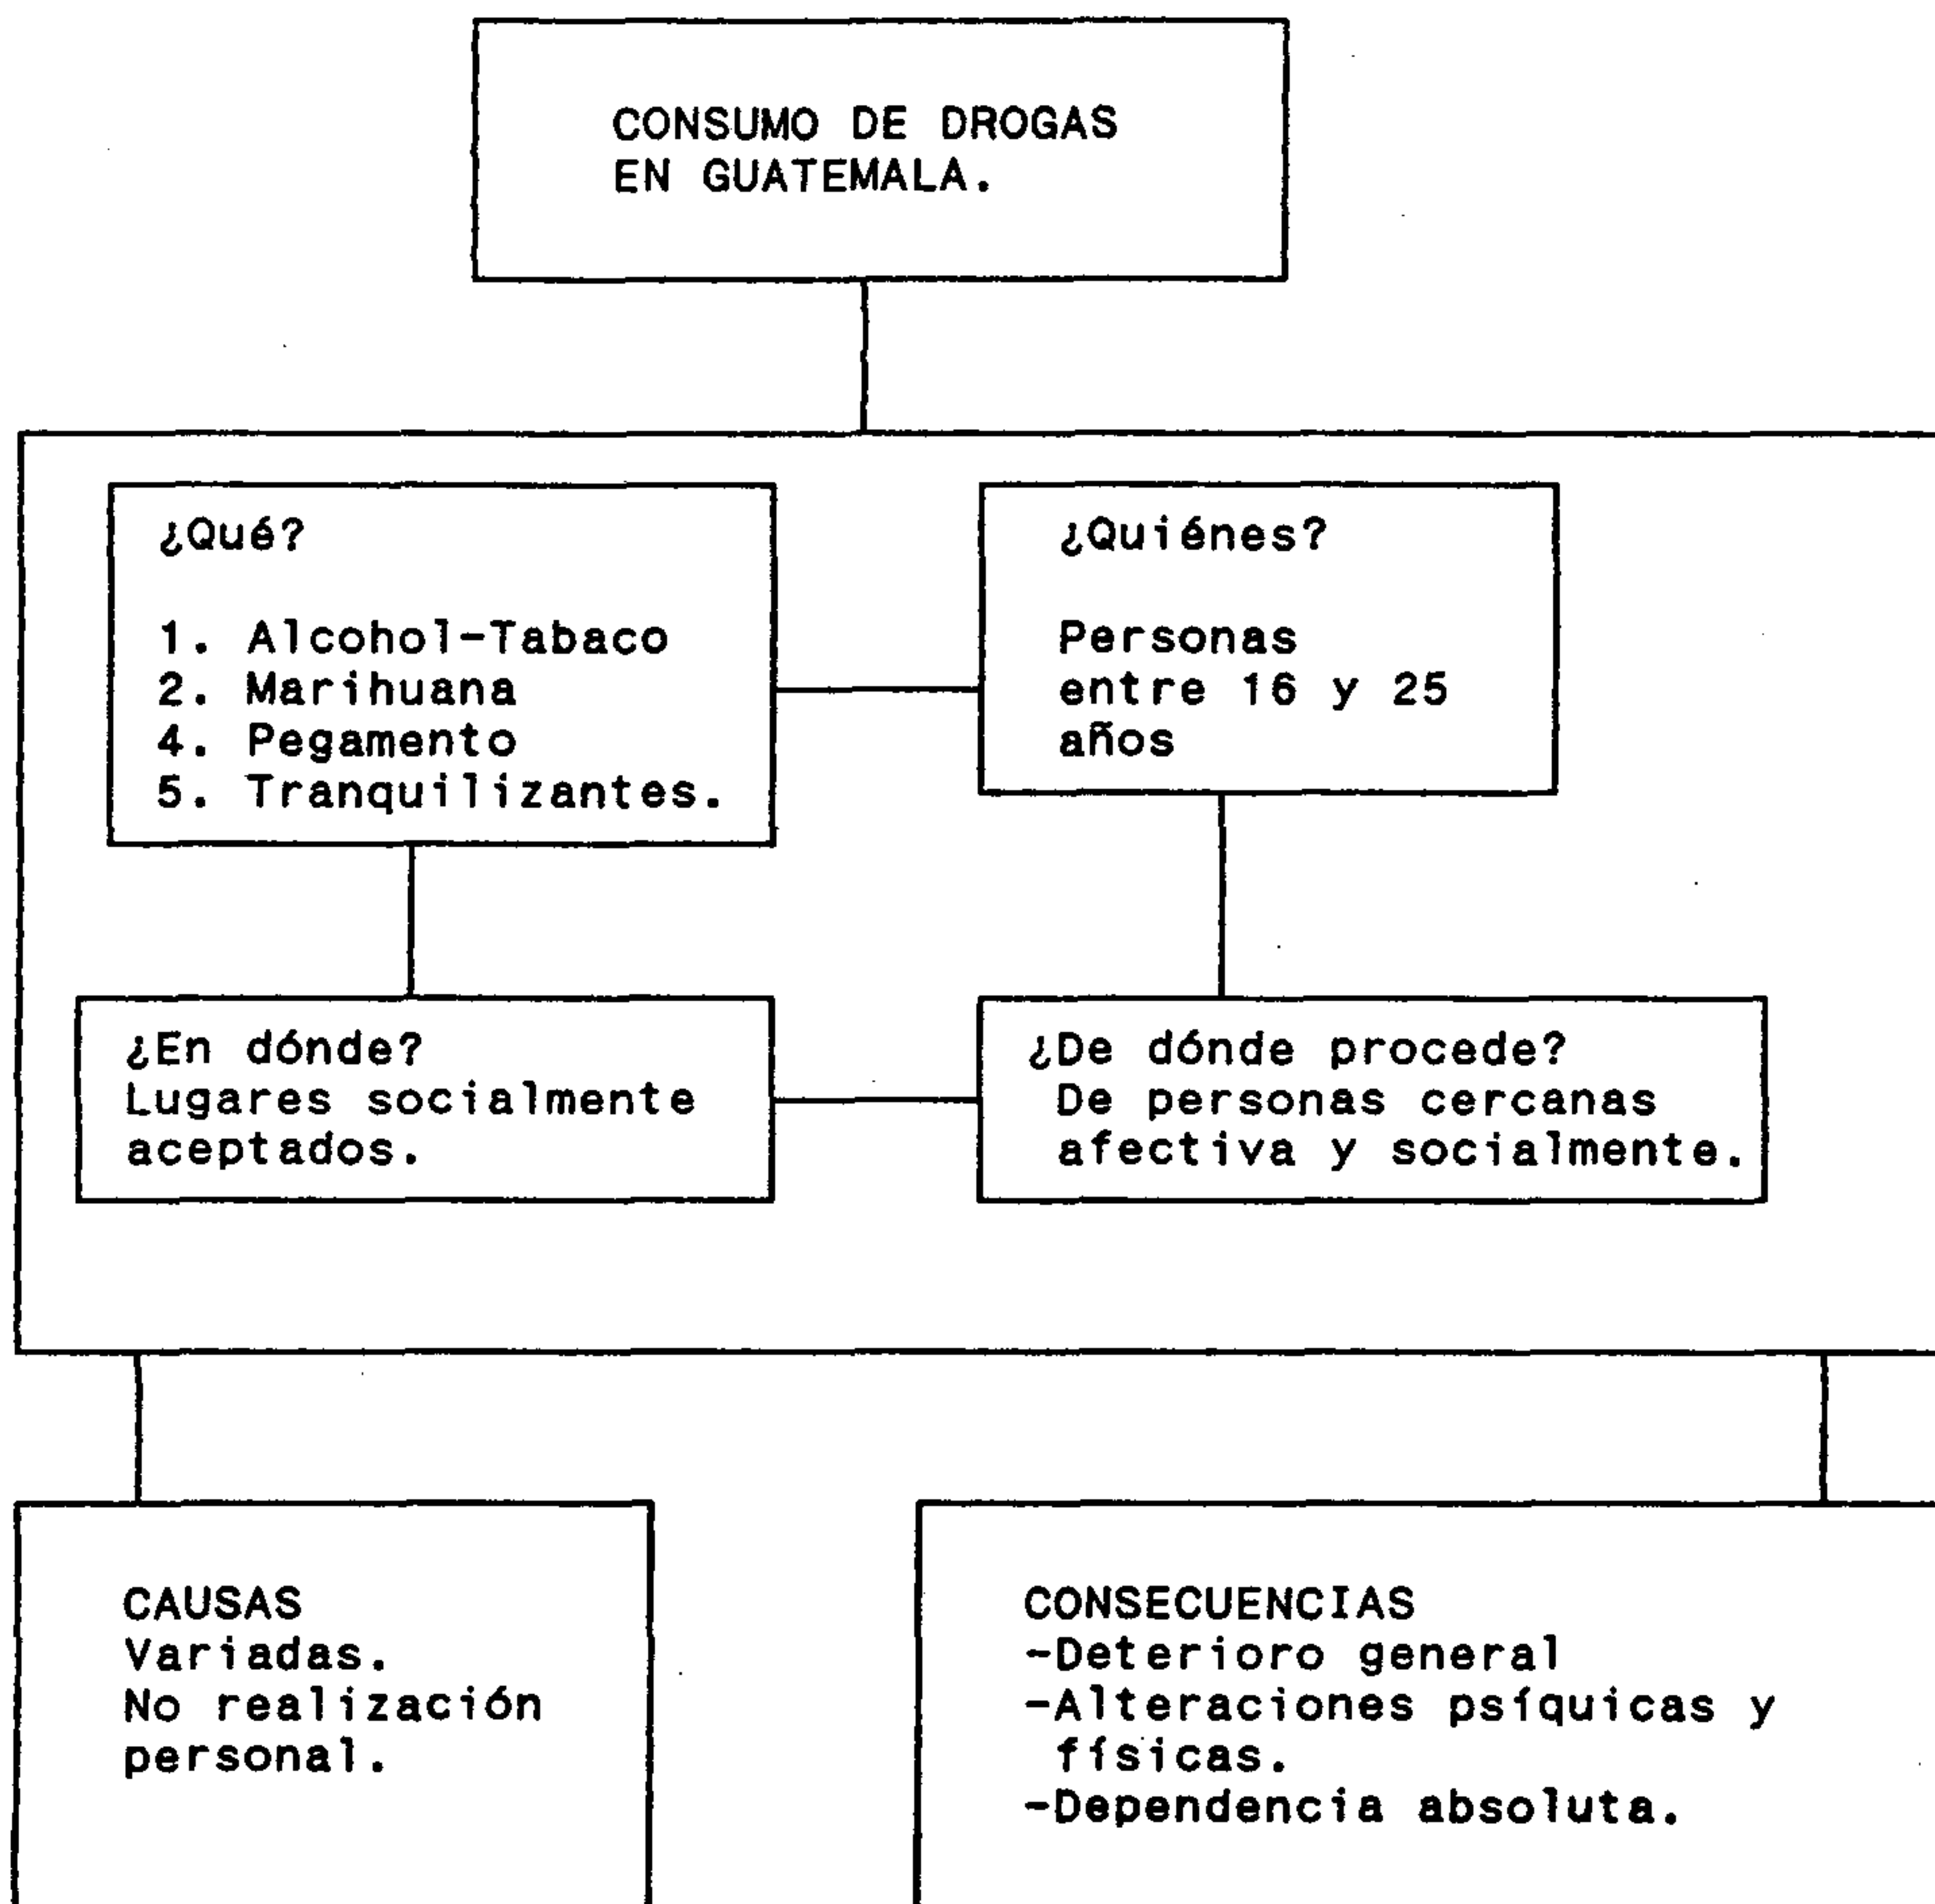 CONSUMO DE DROGAS
EN GUATEMALA.
¿Qué?
1. Alcohol-Tabaco
2. Marihuana
4. Pegamento
5. Tranquilizantes.
¿Quiénes?
Personas
entre 16 y 25
años
¿En dónde?
Lugares socialmente
aceptados.
¿De dónde procede?
De personas cercanas
afectiva y socialmente.
CAUSAS
Variadas.
No realización
personal.
CONSECUENCIAS
-Deterioro general
-Alteraciones psíquicas y
físicas.
-Dependencia absoluta.